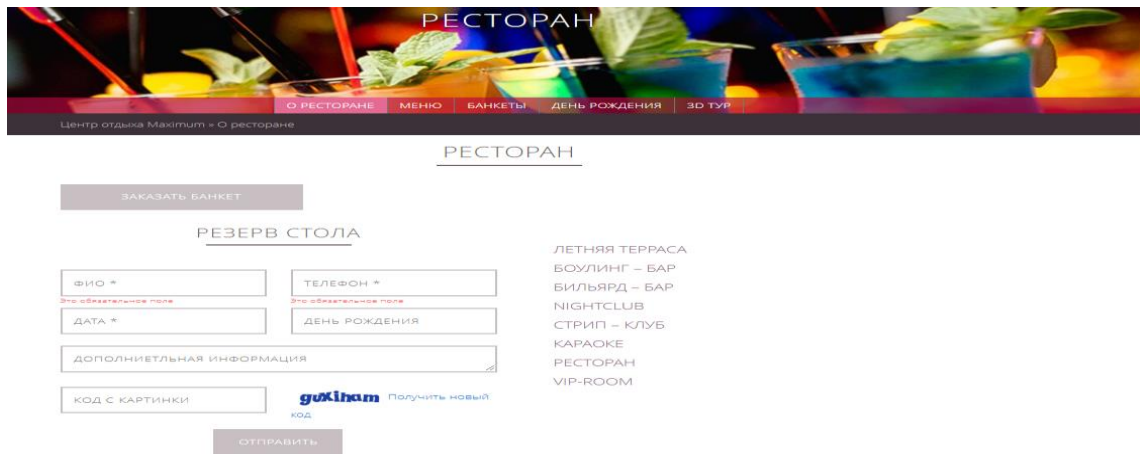 РЕСТОРАН
О РЕСТОРАНЕ МЕНЮ БАНКЕТЫ ДЕНЬ РОЖДЕНИЯ 3D ТУР
Центр отдыха Maximum » О ресторане
РЕСТОРАН
ЗАКАЗАТЬ БАНКЕТ
РЕЗЕРВ СТОЛА
ФИО * ТЕЛЕФОН *
Это обязательное поле Это обязательное поле
ДАТА * ДЕНЬ РОЖДЕНИЯ
ДОПОЛНИЕТЛЬНАЯ ИНФОРМАЦИЯ
КОД С КАРТИНКИ guxiham Получить новый
код
ОТПРАВИТЬ
ЛЕТНЯЯ ТЕРРАСА
БОУЛИНГ – БАР
БИЛЬЯРД – БАР
NIGHTCLUB
СТРИП – КЛУБ
КАРАОКЕ
РЕСТОРАН
VIP-ROOM